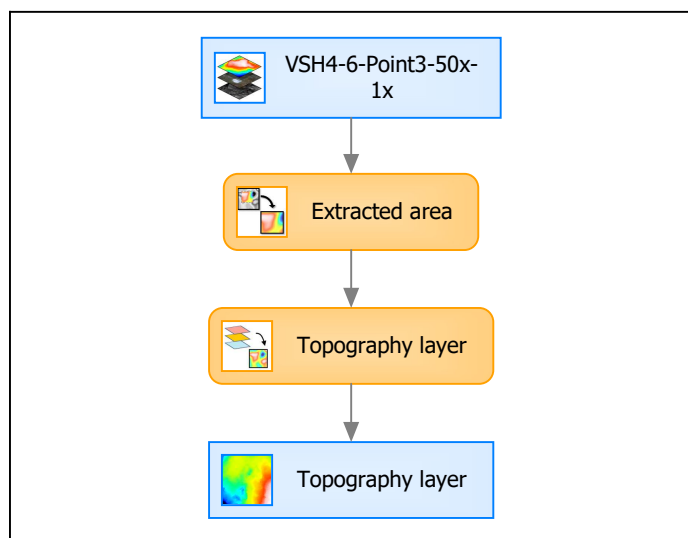 VSH4-6-Point3-50x-
1x
Extracted area
Topography layer
Topography layer